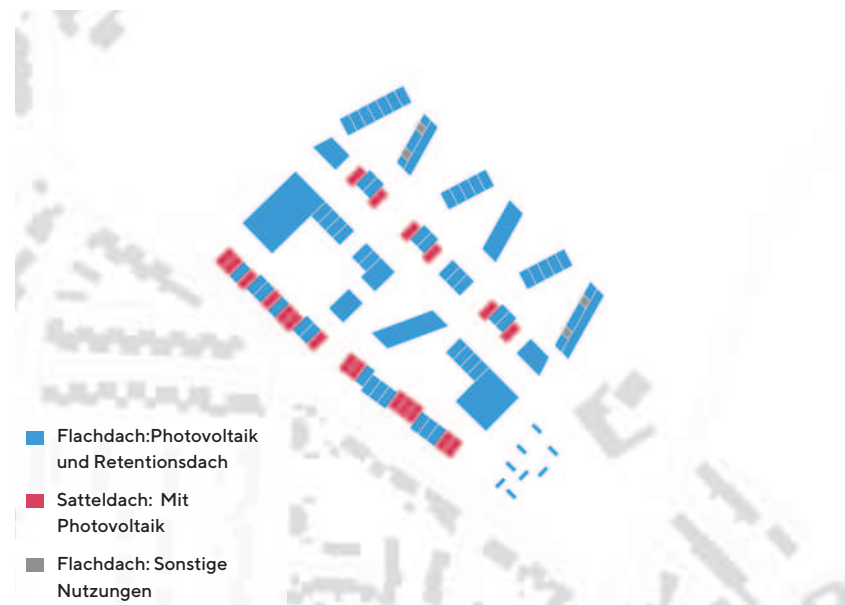 Flachdach:Photovoltaik
und Retentionsdach
Satteldach: Mit
Photovoltaik
Flachdach: Sonstige
Nutzungen